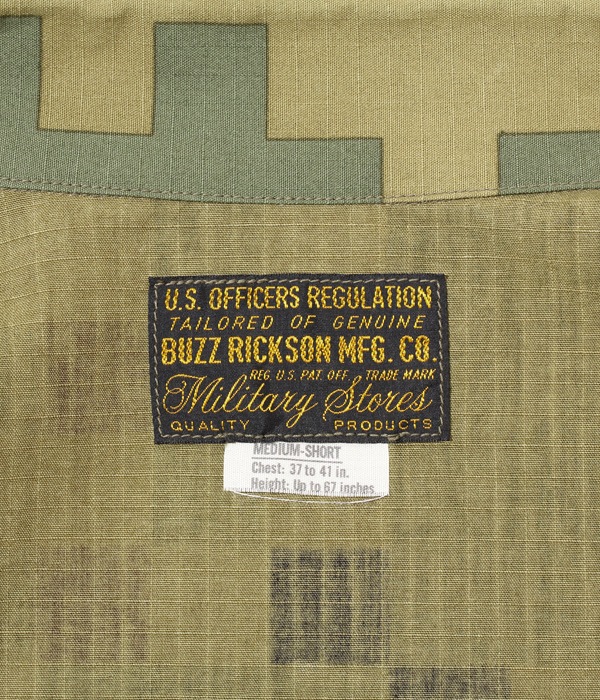 U.S. OFFICERS REGULATION
TAILORED OF GENUINE
BUZZ RICKSON MFG. CO.
REG U.S. PAT. OFF. TRADE MARK
Military Stores
QUALITY PRODUCTS
MEDIUM-SHORT
Chest: 37 to 41 in.
Height: Up to 67 inches